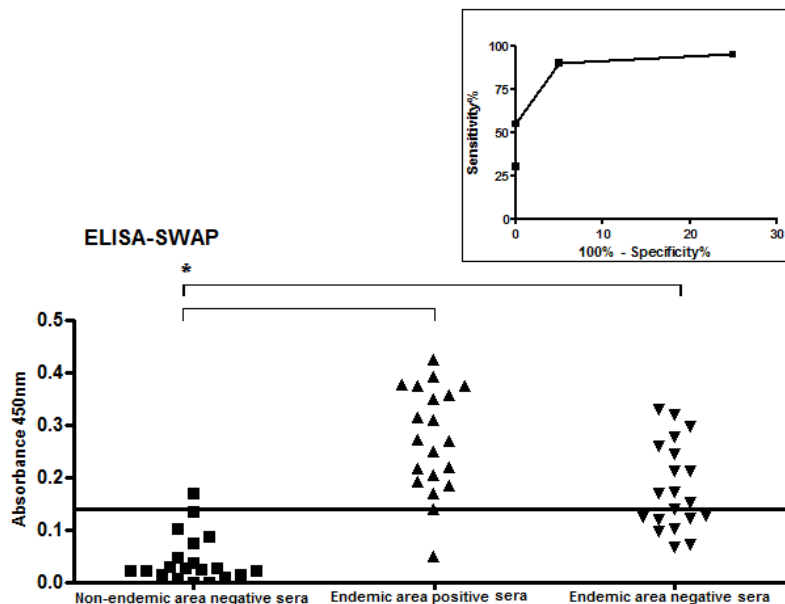 100
75
50
25
0
Sensitivity%
0 10 20 30
100% - Specificity%
ELISA-SWAP
*
0.5
0.4
0.3
0.2
0.1
0.0
Absorbance 450nm
Non-endemic area negative sera Endemic area positive sera Endemic area negative sera